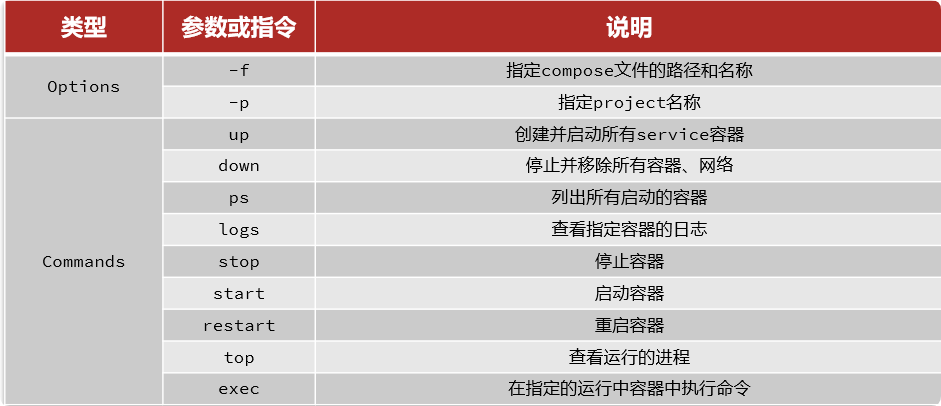 类型 参数或指令 说明
Options -f 指定compose文件的路径和名称
-p 指定project名称
Commands up 创建并启动所有service容器
down 停止并移除所有容器、网络
ps 列出所有启动的容器
logs 查看指定容器的日志
stop 停止容器
start 启动容器
restart 重启容器
top 查看运行的进程
exec 在指定的运行中容器中执行命令